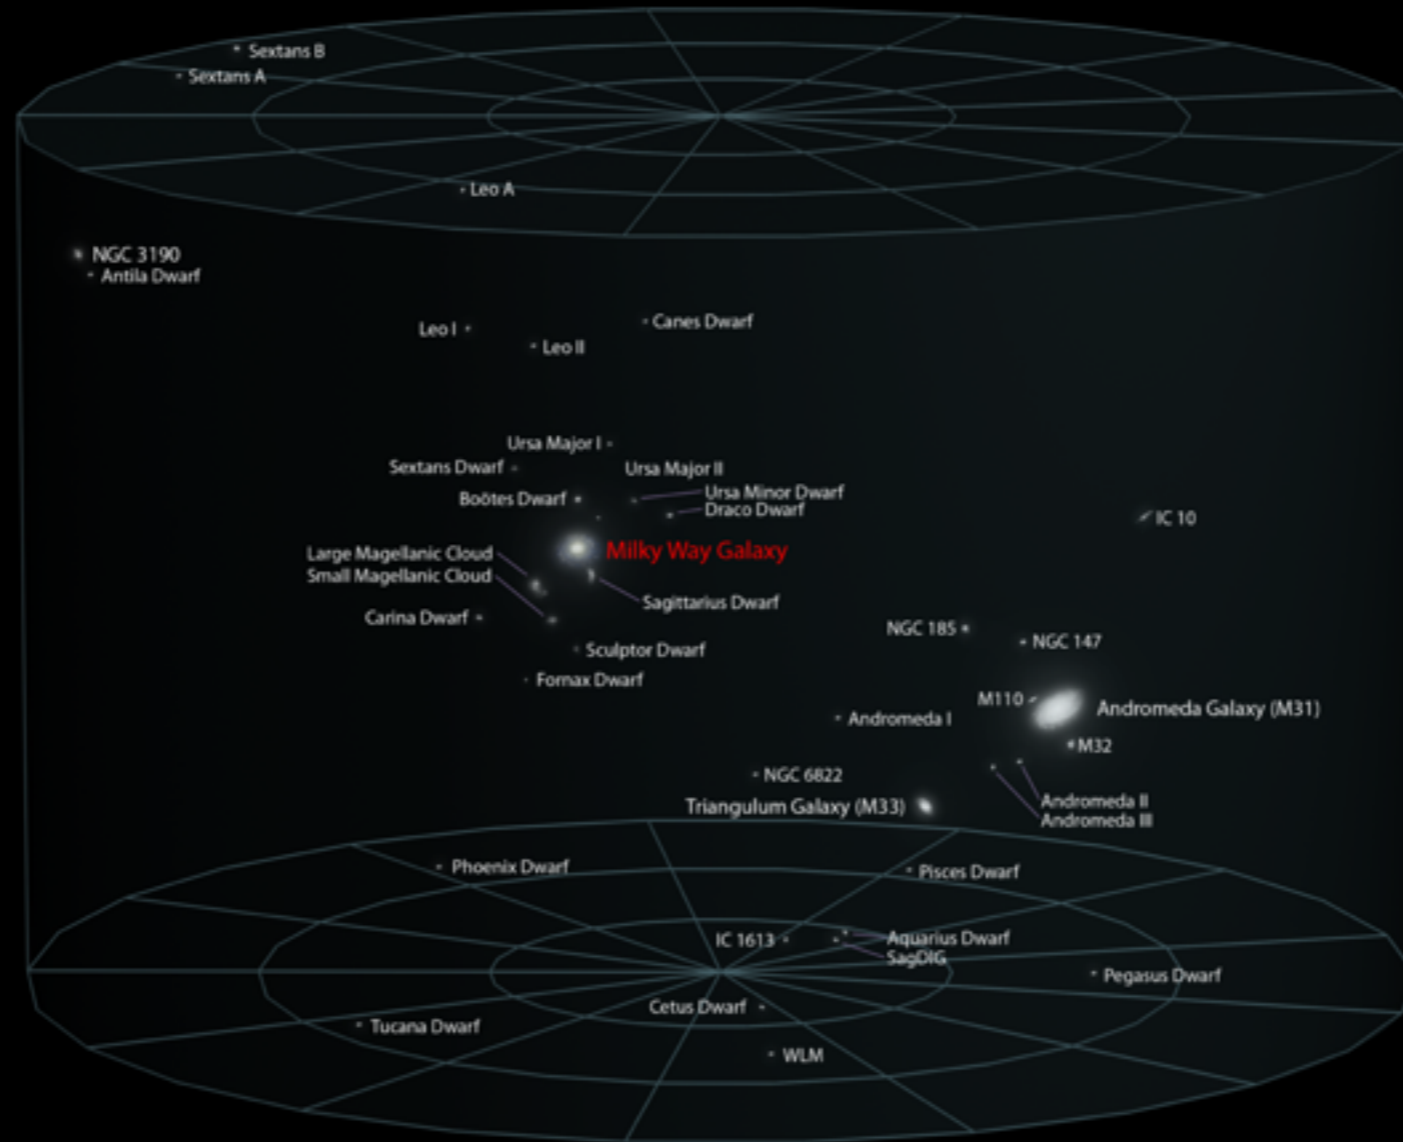 Sextans B
Sextans A
Leo A
NGC 3190
Antila Dwarf
Canes Dwarf
Leo I
Leo II
Ursa Major I
Sextans Dwarf
Ursa Major II
Ursa Minor Dwarf
Boötes Dwarf
Draco Dwarf
IC 10
Milky Way Galaxy
Large Magellanic Cloud
Small Magellanic Cloud
Sagittarius Dwarf
Carina Dwarf
NGC 185
NGC 147
Sculptor Dwarf
Fornax Dwarf
M110
Andromeda Galaxy (M31)
Andromeda I
M32
NGC 6822
Andromeda II
Triangulum Galaxy (M33)
Andromeda III
Phoenix Dwarf
Pisces Dwarf
IC 1613
Aquarius Dwarf
SagDIG
Pegasus Dwarf
Cetus Dwarf
Tucana Dwarf
WLM